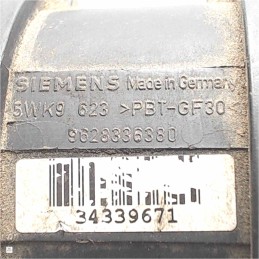 SIEMENS Made in Germany
5WK9 623 >PBT-GF30<
9628336380
34339671